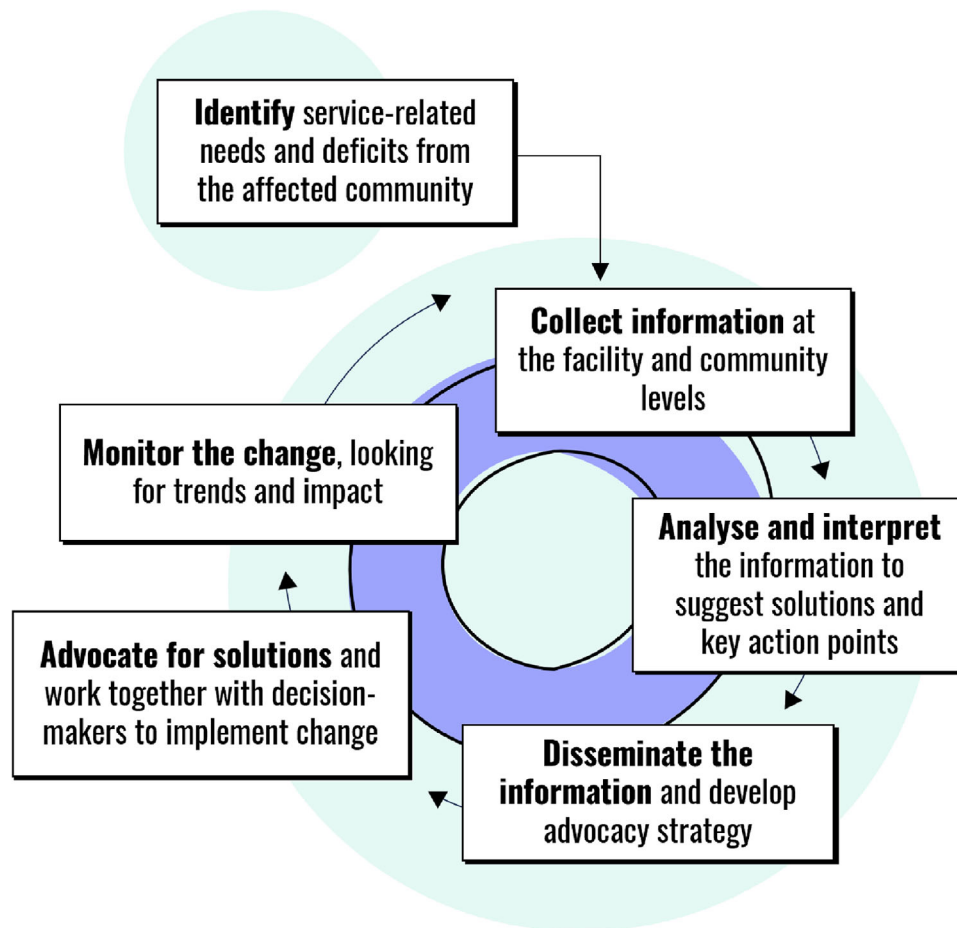 Identify service-related
needs and deficits from
the affected community
Collect information at
the facility and community
levels
Analyse and interpret
the information to
suggest solutions and
key action points
Disseminate the
information and develop
advocacy strategy
Advocate for solutions and
work together with decision-
makers to implement change
Monitor the change, looking
for trends and impact